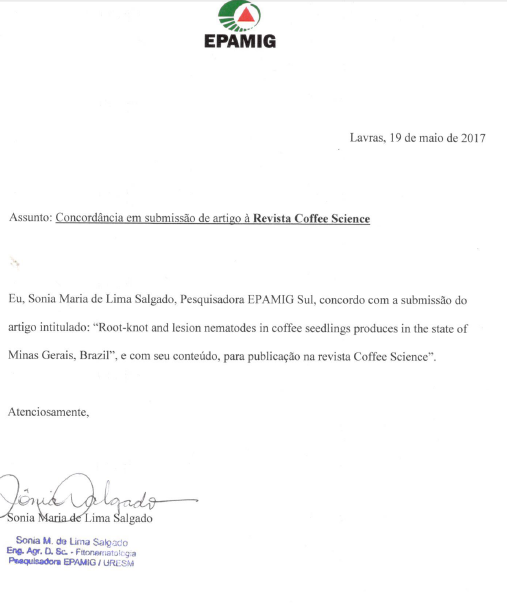 EPAMIG
Lavras, 19 de maio de 2017
Assunto: Concordância em submissão de artigo à Revista Coffee Science
Eu, Sonia Maria de Lima Salgado, Pesquisadora EPAMIG Sul, concordo com a submissão do
artigo intitulado: “Root-knot and lesion nematodes in coffee seedlings produces in the state of
Minas Gerais, Brazil”, e com seu conteúdo, para publicação na revista Coffee Science”.
Atenciosamente,
Sônia Salgado
Sonia Maria de Lima Salgado
Sonia M. de Lima Salgado
Eng. Agr. D. Sc. - Fitonematologia
Pesquisadora EPAMIG / URESM